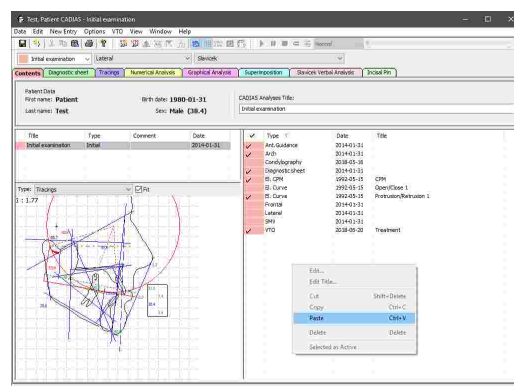 Test, Patient CADIAS - Initial examination
Date Edit New Entry Options VTO View Window Help
Normal
Initial examination Lateral Slavicek
Contents Diagnostic sheet Tracings Numerical Analysis Graphical Analysis Superimposition Slavicek Verbal Analysis Incisal Pin
Patient Data
First name: Patient Birth date: 1980-01-31
Last name: Test Sex: Male (38.4)
CADIAS Analyses Title:
Initial examination
Title Type Comment Date
Initial examination Initial 2014-01-31
Type: Tracings Fit
1 : 1.77
Type Date Title
Ant.Guidance 2014-01-31
Arch 2014-01-31
Condylography 2018-05-16
Diagnostic sheet 2014-01-31
El. CPM 1992-05-15 CPM
El. Curve 1992-05-15 Open/Close 1
El. Curve 1992-05-15 Protrusion/Retrusion 1
Frontal 2014-01-31
Lateral 2014-01-31
SMV 2014-01-31
VTO 2018-06-20 Treatment
Edit...
Edit Title...
Cut Shift+Delete
Copy Ctrl+C
Paste Ctrl+V
Delete Delete
Selected as Active